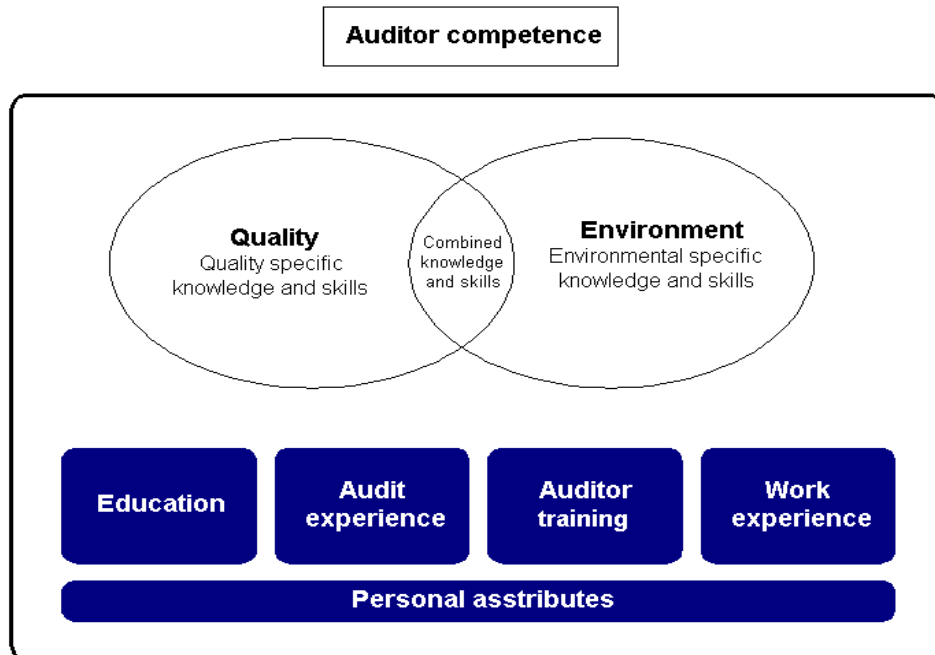 Auditor competence
Quality
Quality specific
knowledge and skills
Combined
knowledge
and skills
Environment
Environmental specific
knowledge and skills
Education
Audit
experience
Auditor
training
Work
experience
Personal asstributes